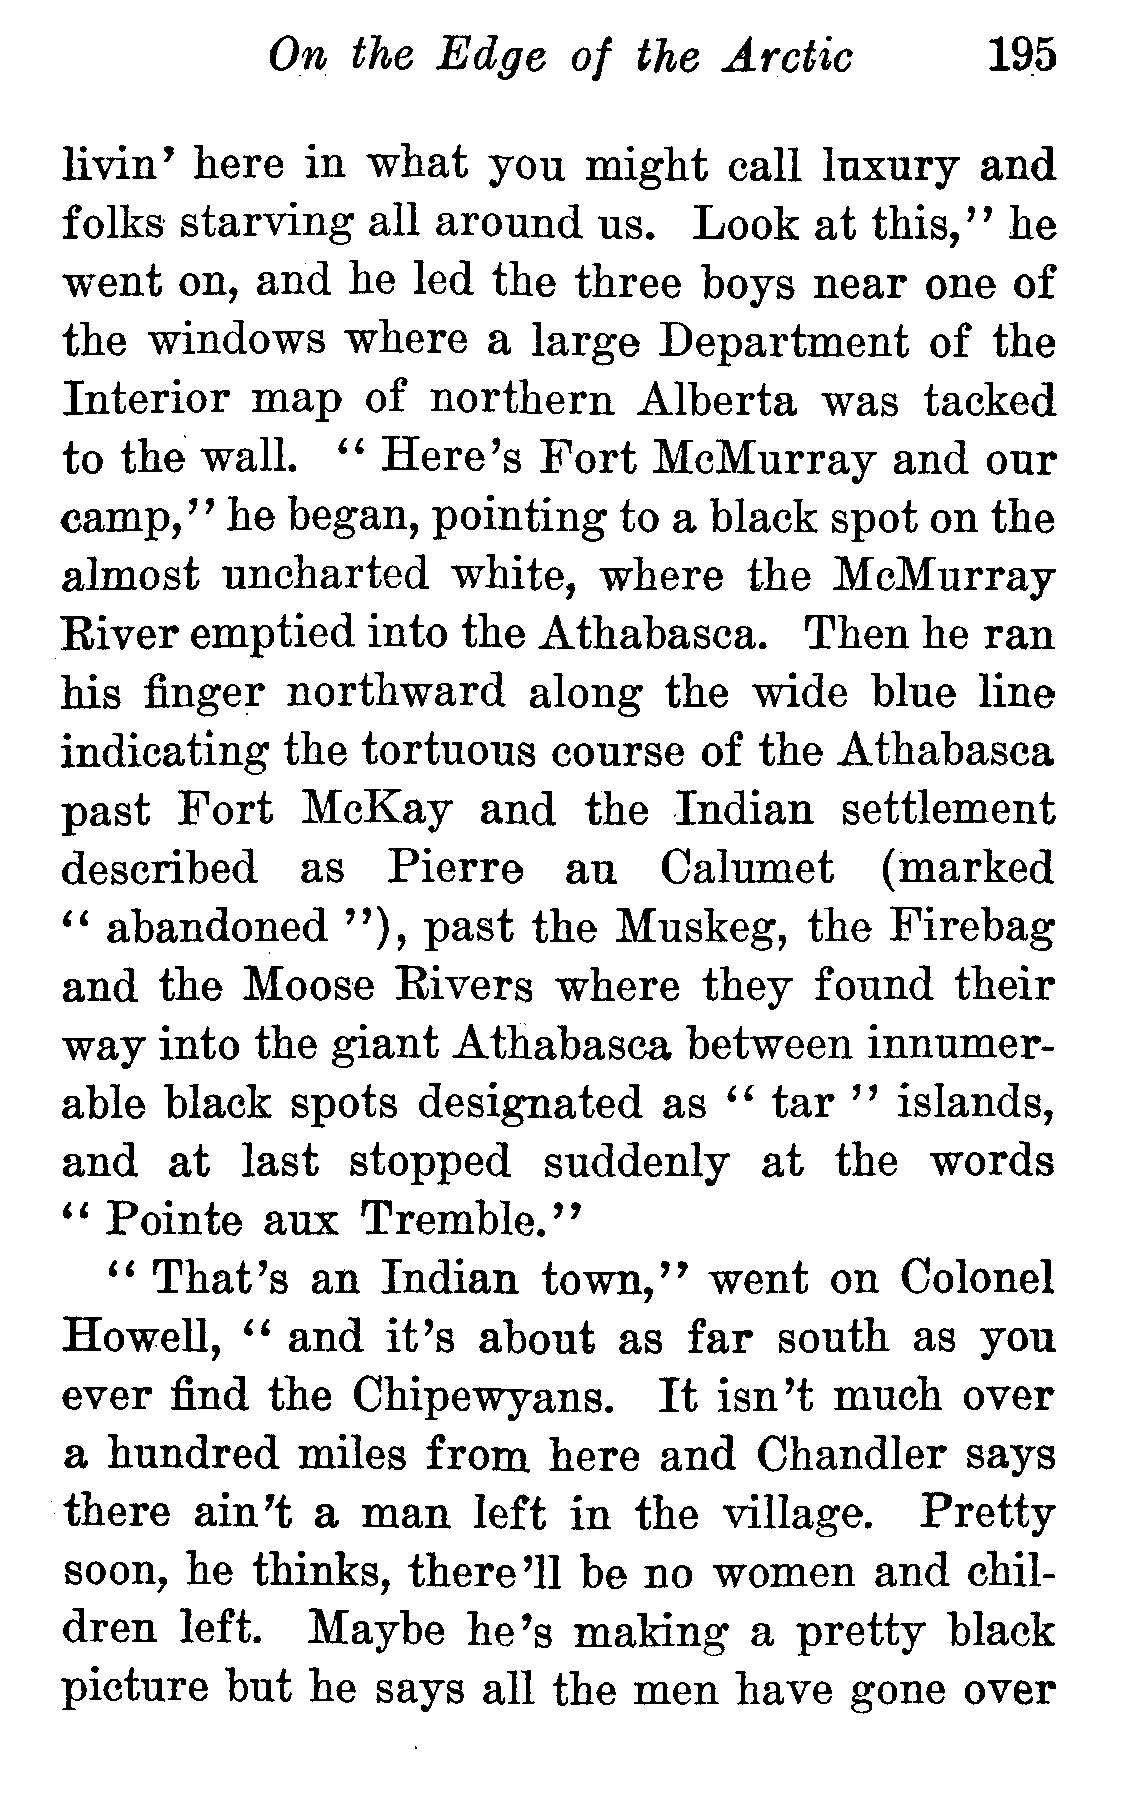 On the Edge of the Arctic 195
livin' here in what you might call luxury and
folks starving all around us. Look at this,'' he
went on, and he led the three boys near one of
the windows where a large Department of the
Interior map of northern Alberta was tacked
to the wall. '' Here's Fort McMurray and our
camp,'' he began, pointing to a black spot on the
almost uncharted white, where the McMurray
River emptied into the Athabasca. Then he ran
his finger northward along the wide blue line
indicating the tortuous course of the Athabasca
past Fort McKay and the Indian settlement
described as Pierre au Calumet (marked
'' abandoned ''), past the Muskeg, the Firebag
and the Moose Rivers where they found their
way into the giant Athabasca between innumer-
able black spots designated as '' tar '' islands,
and at last stopped suddenly at the words
'' Pointe aux Tremble.''
'' That's an Indian town,'' went on Colonel
Howell, '' and it's about as far south as you
ever find the Chipewyans. It isn't much over
a hundred miles from here and Chandler says
there ain't a man left in the village. Pretty
soon, he thinks, there'll be no women and chil-
dren left. Maybe he's making a pretty black
picture but he says all the men have gone over